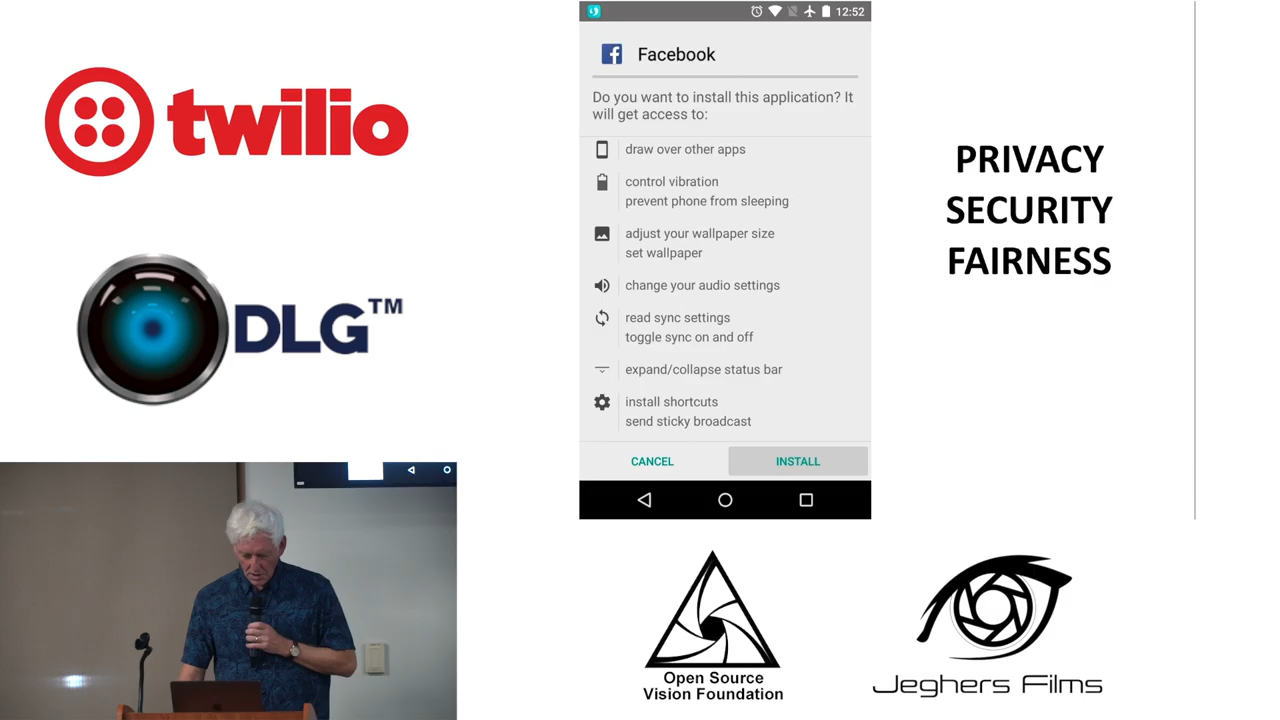 twilio
DLG™
12:52
Facebook
Do you want to install this application? It
will get access to:
draw over other apps
control vibration
prevent phone from sleeping
adjust your wallpaper size
set wallpaper
change your audio settings
read sync settings
toggle sync on and off
expand/collapse status bar
install shortcuts
send sticky broadcast
CANCEL
INSTALL
PRIVACY
SECURITY
FAIRNESS
Open Source
Vision Foundation
Jeghers Films